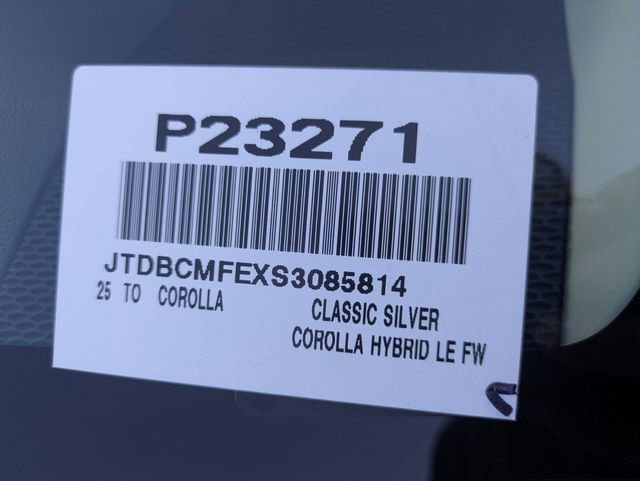 P23271
JTDBCMFEXS3085814
25 TO COROLLA CLASSIC SILVER
COROLLA HYBRID LE FW